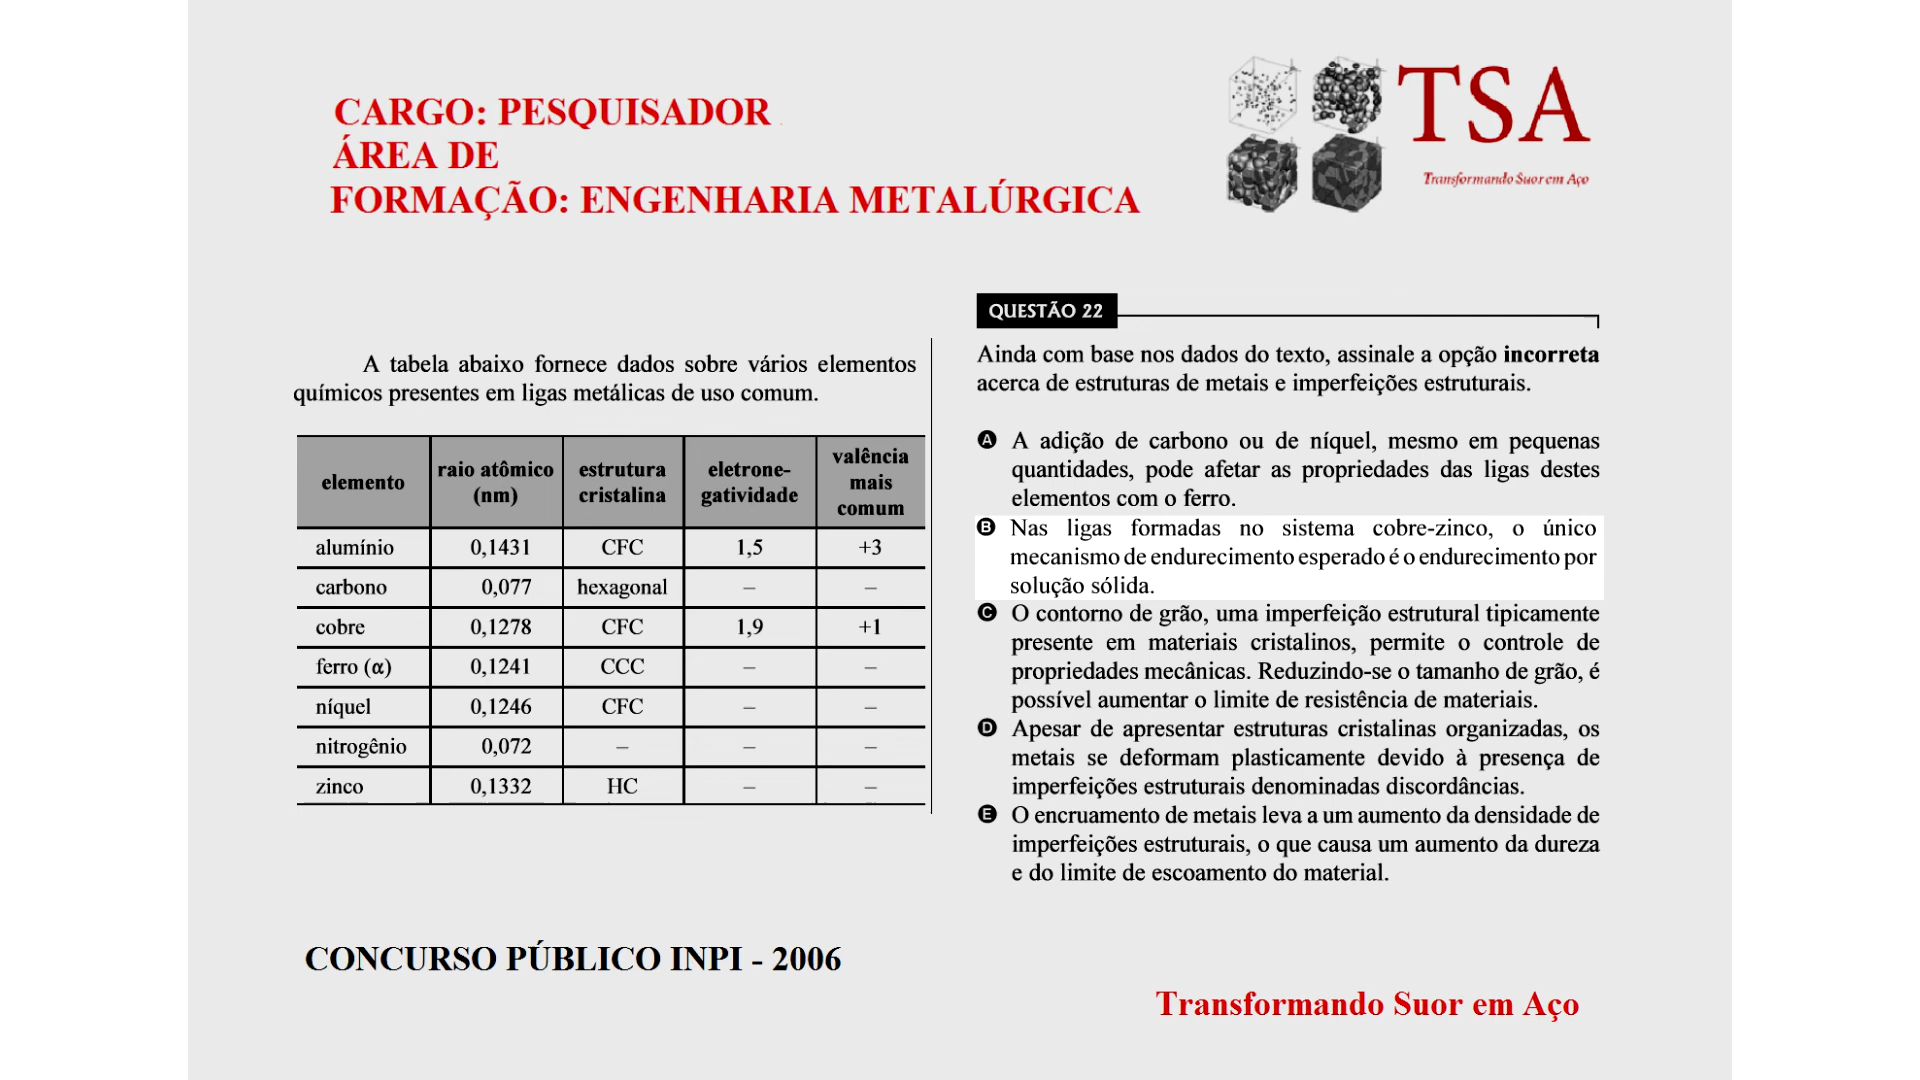 CARGO: PESQUISADOR
ÁREA DE
FORMAÇÃO: ENGENHARIA METALÚRGICA
TSA
Transformando Suor em Aço
A tabela abaixo fornece dados sobre vários elementos
químicos presentes em ligas metálicas de uso comum.
elemento raio atômico (nm) estrutura cristalina eletrone-gatividade valência mais comum
alumínio 0,1431 CFC 1,5 +3
carbono 0,077 hexagonal – –
cobre 0,1278 CFC 1,9 +1
ferro (α) 0,1241 CCC – –
níquel 0,1246 CFC – –
nitrogênio 0,072 – – –
zinco 0,1332 HC – –
QUESTÃO 22
Ainda com base nos dados do texto, assinale a opção incorreta
acerca de estruturas de metais e imperfeições estruturais.
A A adição de carbono ou de níquel, mesmo em pequenas
quantidades, pode afetar as propriedades das ligas destes
elementos com o ferro.
B Nas ligas formadas no sistema cobre-zinco, o único
mecanismo de endurecimento esperado é o endurecimento por
solução sólida.
C O contorno de grão, uma imperfeição estrutural tipicamente
presente em materiais cristalinos, permite o controle de
propriedades mecânicas. Reduzindo-se o tamanho de grão, é
possível aumentar o limite de resistência de materiais.
D Apesar de apresentar estruturas cristalinas organizadas, os
metais se deformam plasticamente devido à presença de
imperfeições estruturais denominadas discordâncias.
E O encruamento de metais leva a um aumento da densidade de
imperfeições estruturais, o que causa um aumento da dureza
e do limite de escoamento do material.
CONCURSO PÚBLICO INPI - 2006
Transformando Suor em Aço